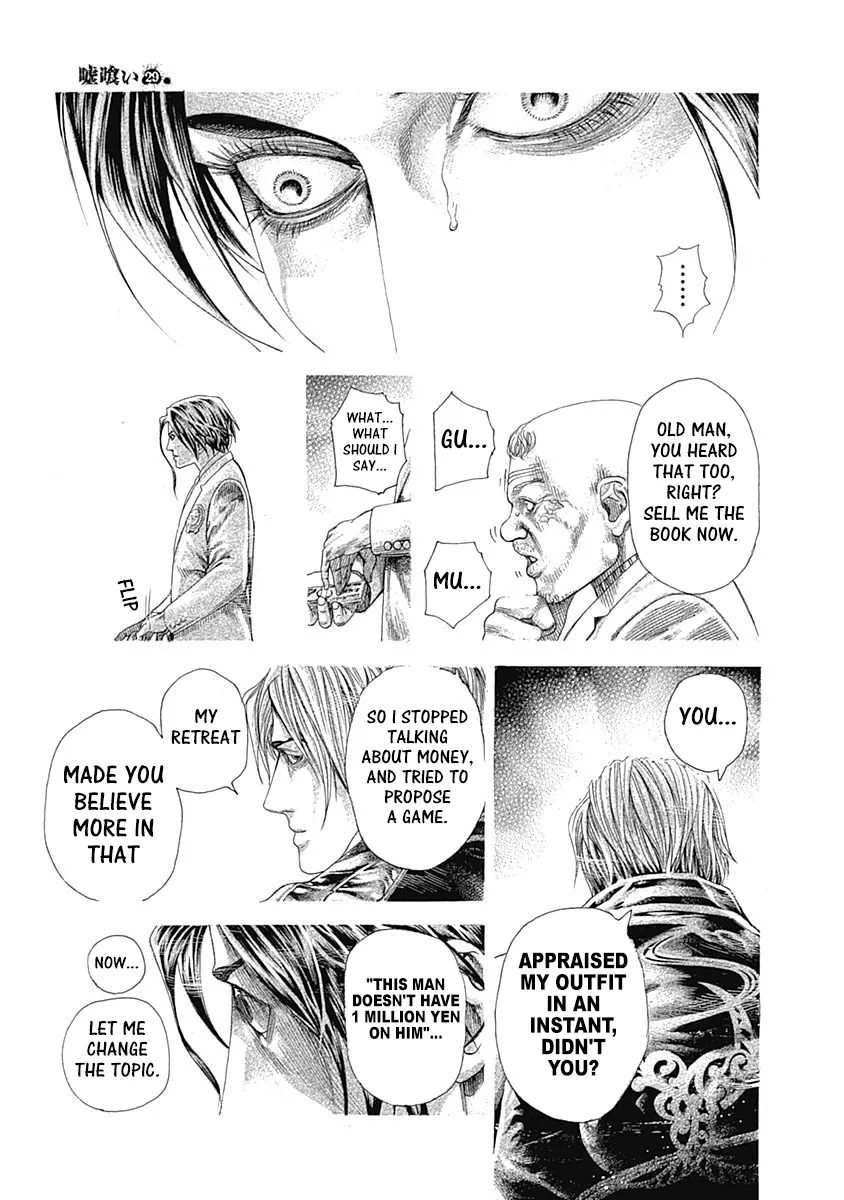 嘘喰い 29
......
OLD MAN,
YOU HEARD
THAT TOO,
RIGHT?
SELL ME THE
BOOK NOW.
GU...
MU...
WHAT...
WHAT
SHOULD I
SAY...
FLIP
YOU...
APPRAISED
MY OUTFIT
IN AN
INSTANT,
DIDN'T
YOU?
SO I STOPPED
TALKING
ABOUT MONEY,
AND TRIED TO
PROPOSE
A GAME.
MY
RETREAT
MADE YOU
BELIEVE
MORE IN
THAT
"THIS MAN
DOESN'T HAVE
1 MILLION YEN
ON HIM"...
NOW...
LET ME
CHANGE
THE TOPIC.